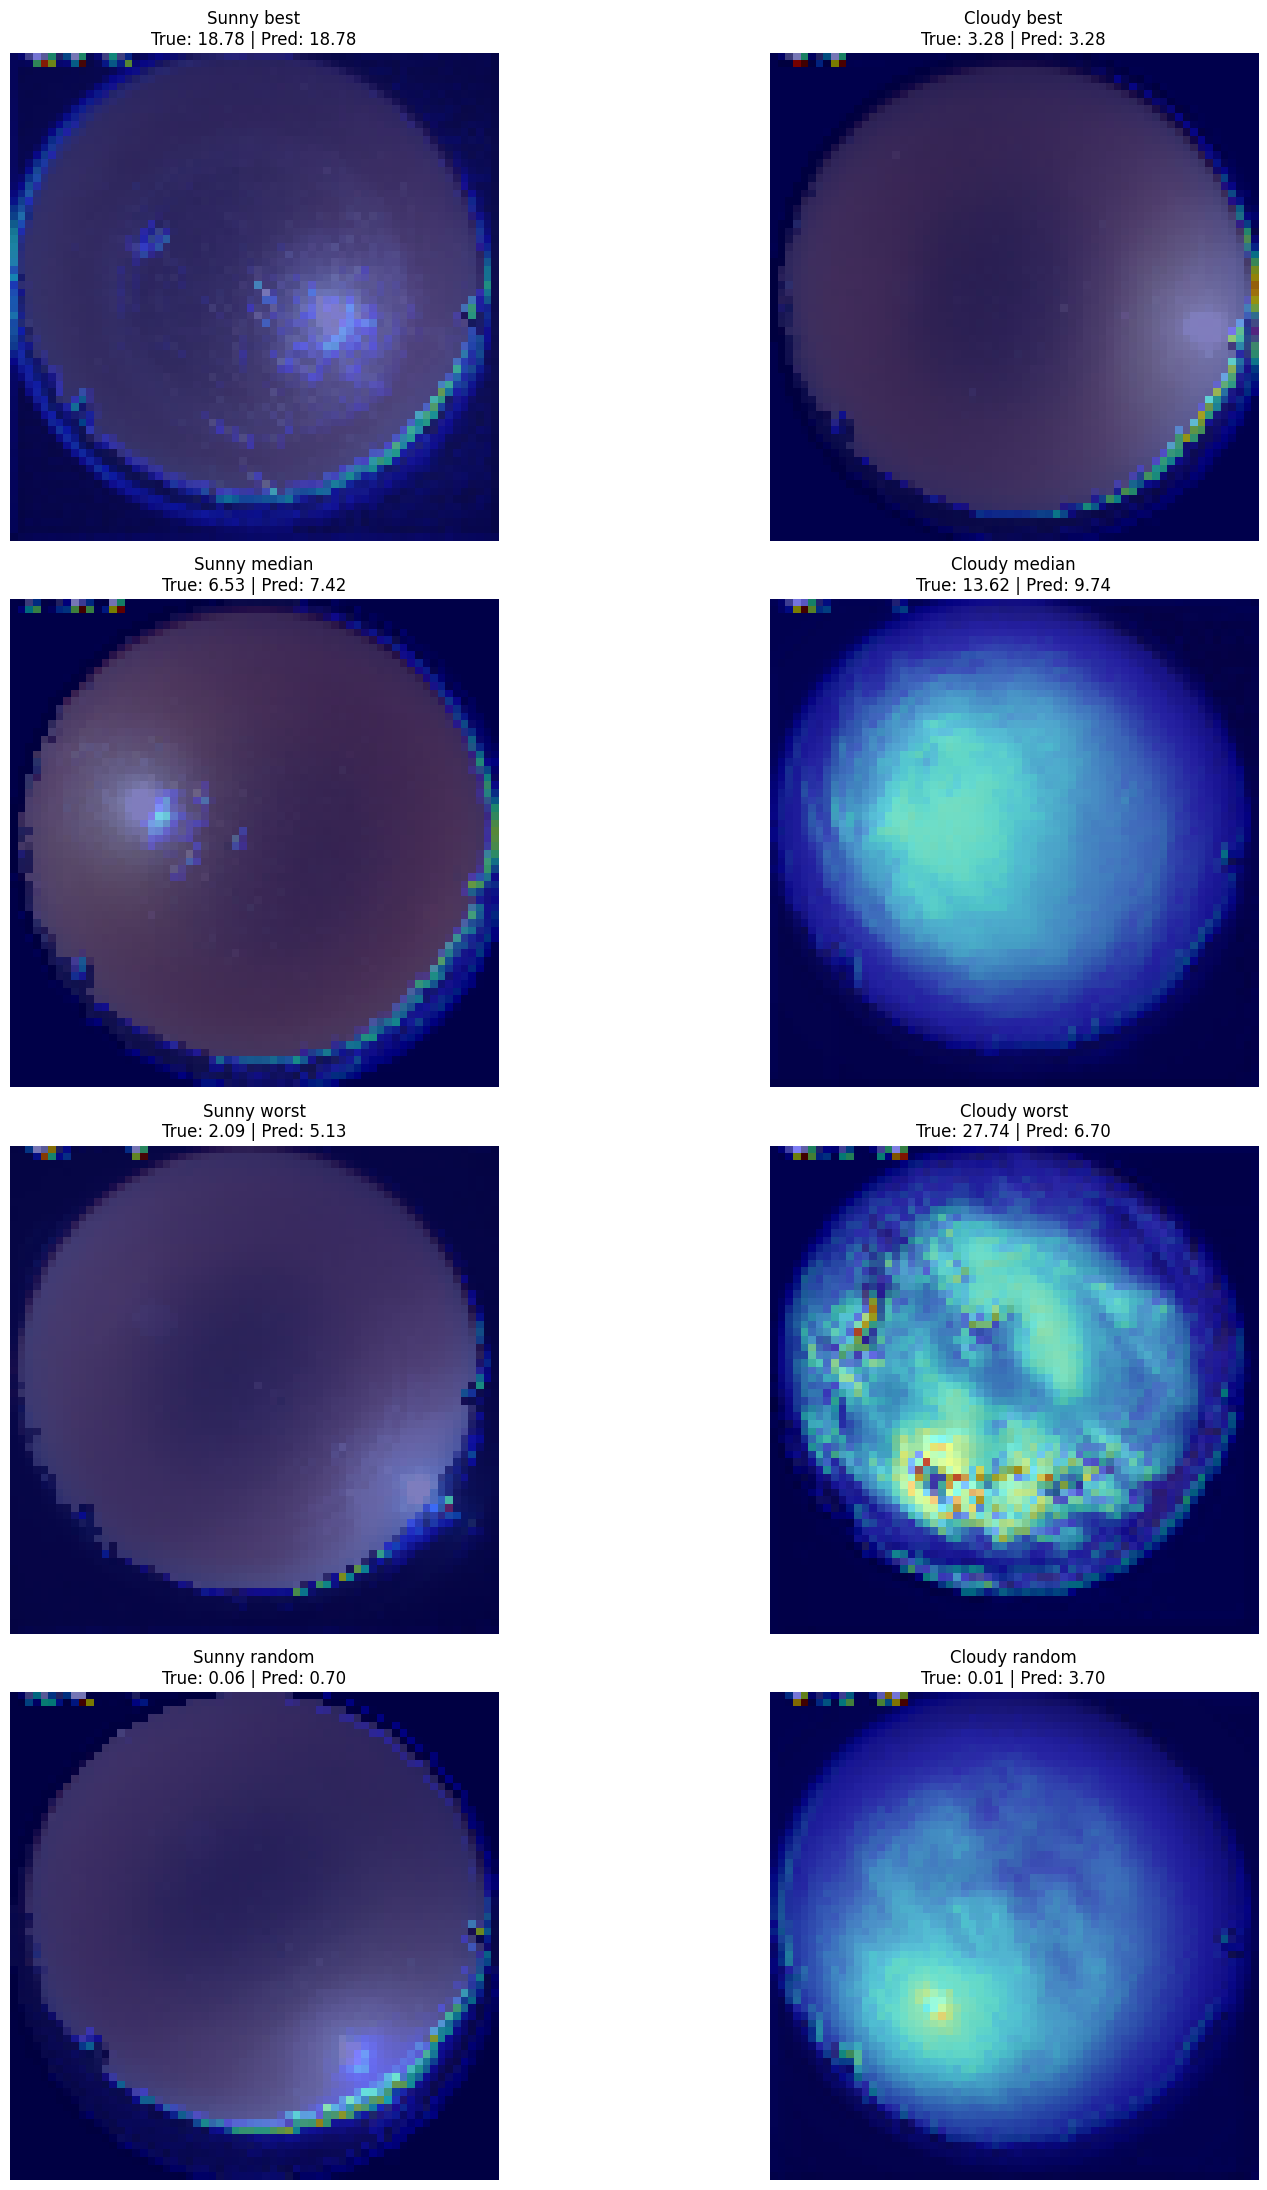 Sunny best
True: 18.78 | Pred: 18.78
Cloudy best
True: 3.28 | Pred: 3.28
Sunny median
True: 6.53 | Pred: 7.42
Cloudy median
True: 13.62 | Pred: 9.74
Sunny worst
True: 2.09 | Pred: 5.13
Cloudy worst
True: 27.74 | Pred: 6.70
Sunny random
True: 0.06 | Pred: 0.70
Cloudy random
True: 0.01 | Pred: 3.70